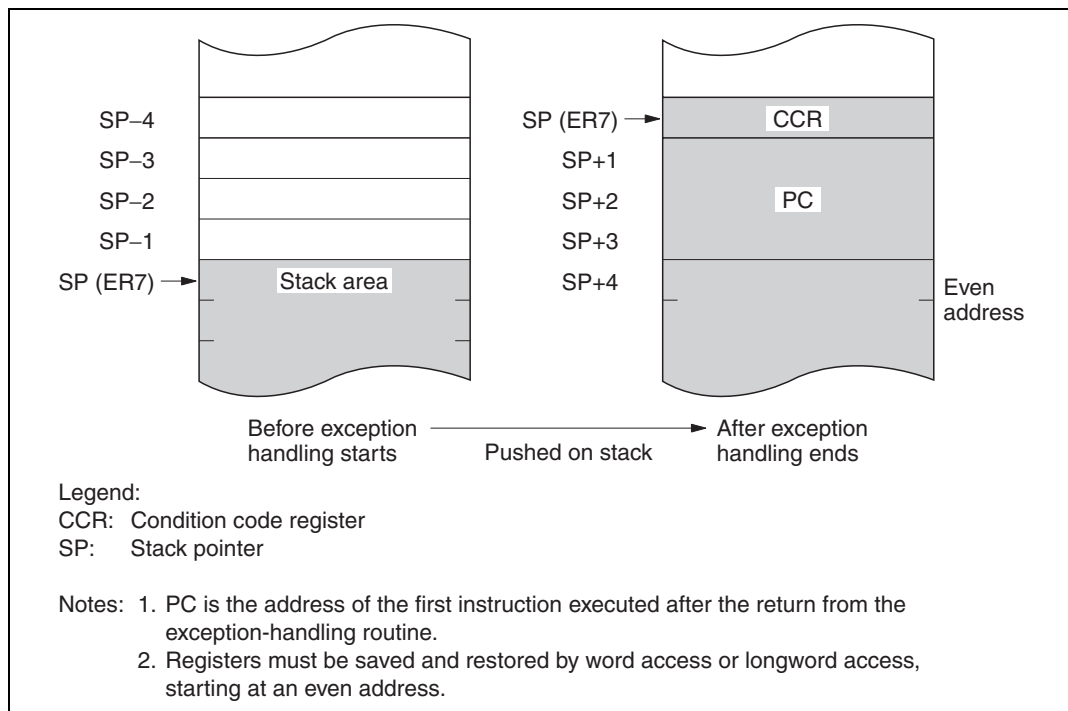 SP−4
SP−3
SP−2
SP−1
SP (ER7)
Stack area
SP (ER7)
CCR
SP+1
SP+2
PC
SP+3
SP+4
Even
address
Before exception
handling starts
Pushed on stack
After exception
handling ends
Legend:
CCR: Condition code register
SP: Stack pointer
Notes: 1. PC is the address of the first instruction executed after the return from the
exception-handling routine.
2. Registers must be saved and restored by word access or longword access,
starting at an even address.